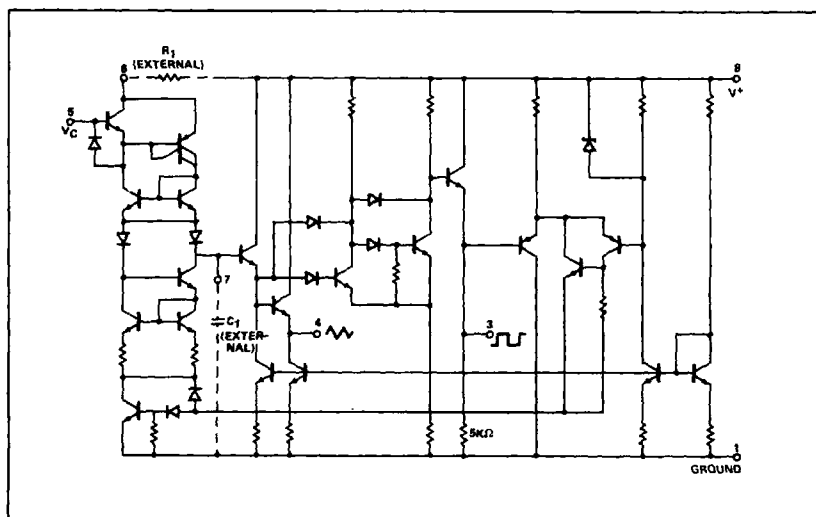 R1
(EXTERNAL)
6
8
V+
5
VC
7
C1
(EXTER-
NAL)
4
3
5KΩ
1
GROUND